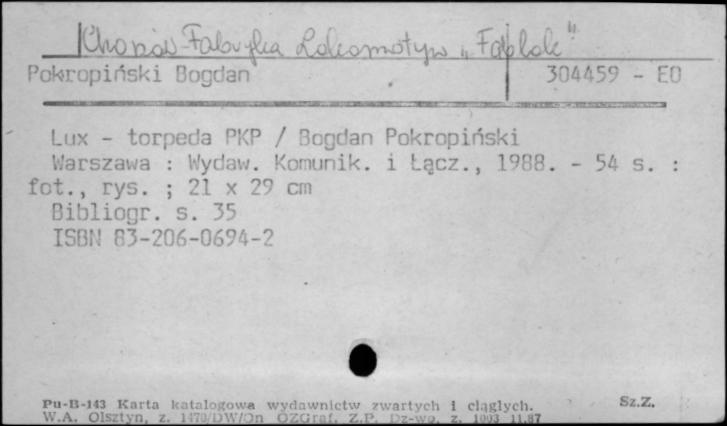 Chrzanów Fabryka Lokomotyw „Fablok"
Pokropiński Bogdan 304459 - EO
Lux - torpeda PKP / Bogdan Pokropiński
Warszawa : Wydaw. Komunik. i Łącz., 1988. - 54 s. :
fot., rys. ; 21 x 29 cm
Bibliogr. s. 35
ISBN 83-206-0694-2
Pu-B-143 Karta katalogowa wydawnictw zwartych i ciągłych. Sz.Z.
W.A. Olsztyn, z. 1470/DW/On OZGraf. Z.P. Dz-wo, z. 1003 11.87